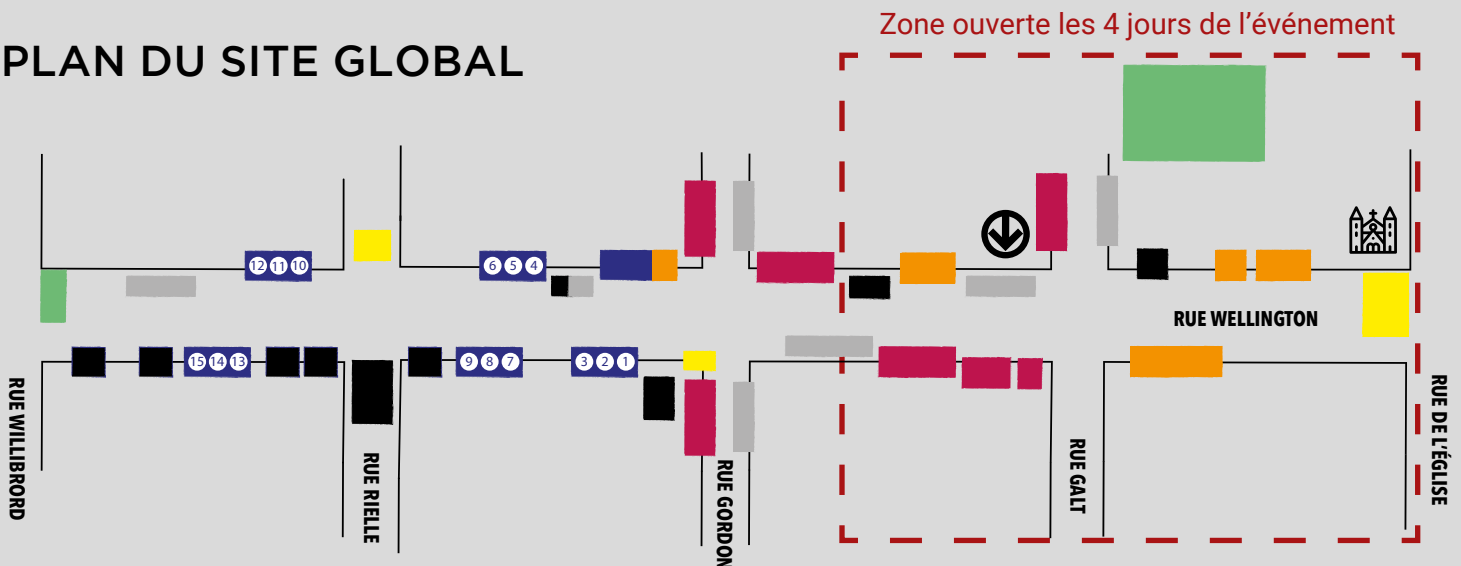 Zone ouverte les 4 jours de l'événement
PLAN DU SITE GLOBAL
12 11 10
6 5 4
RUE WELLINGTON
15 14 13
9 8 7
3 2 1
RUE WILLIBRORD
RUE RIELLE
RUE GORDON
RUE GALT
RUE DE L'ÉGLISE